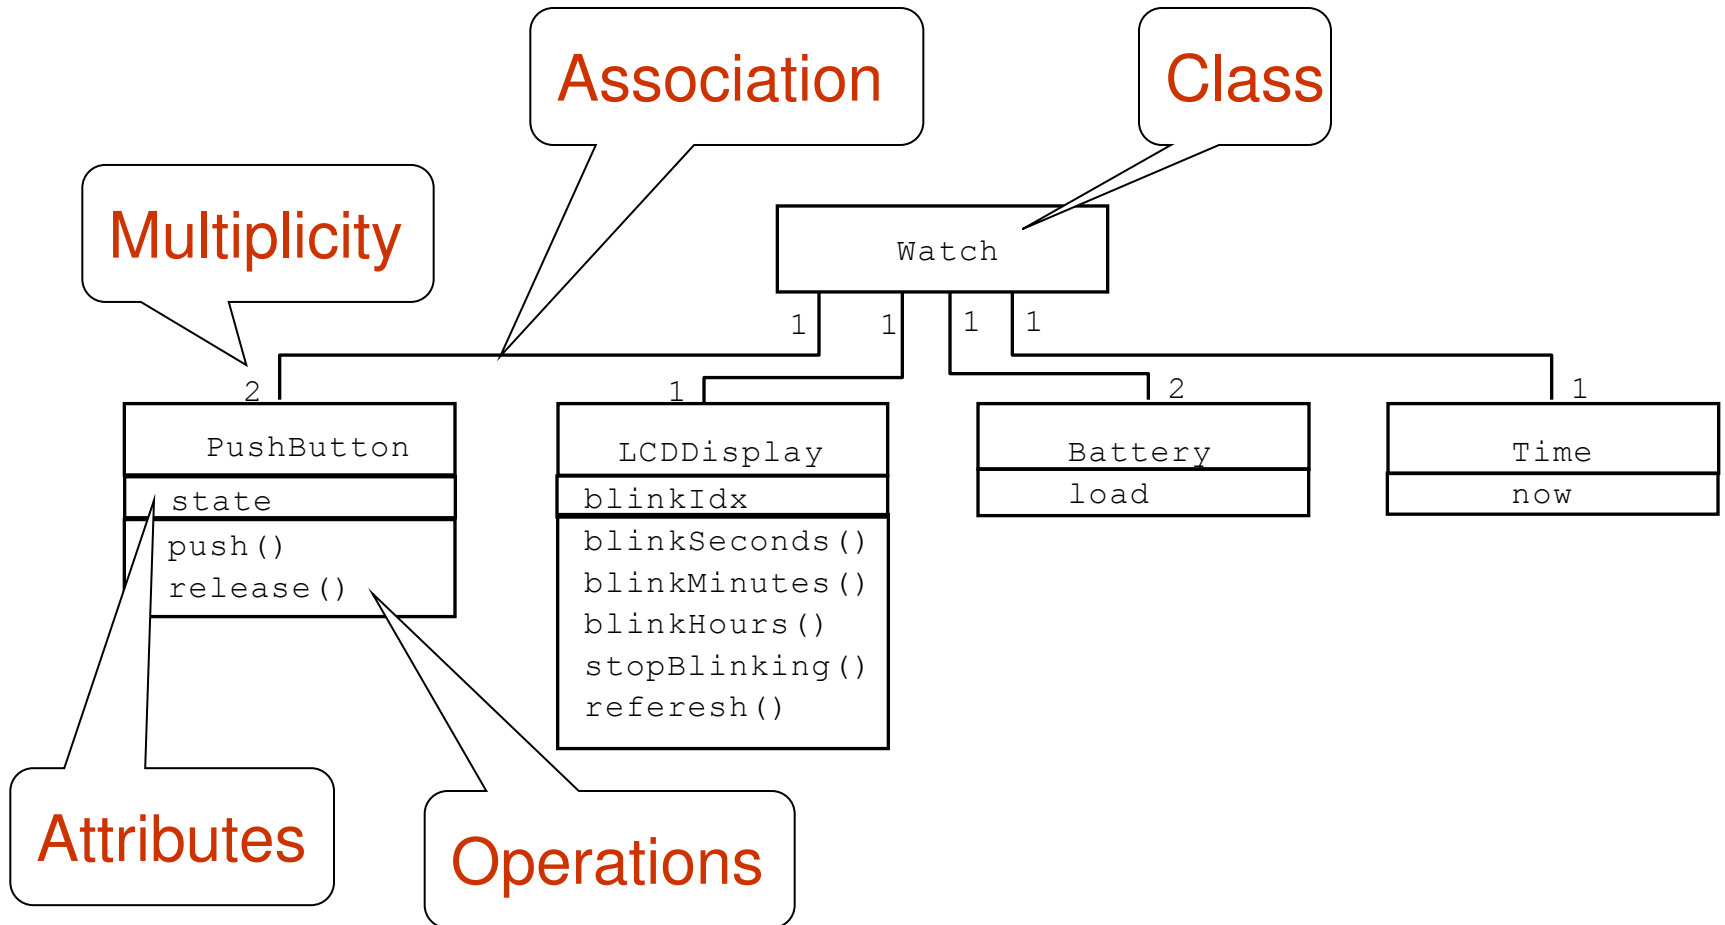 Association
Class
Multiplicity
Watch
1
1
1
1
2
1
2
1
PushButton
state
push()
release()
LCDDisplay
blinkIdx
blinkSeconds()
blinkMinutes()
blinkHours()
stopBlinking()
referesh()
Battery
load
Time
now
Attributes
Operations